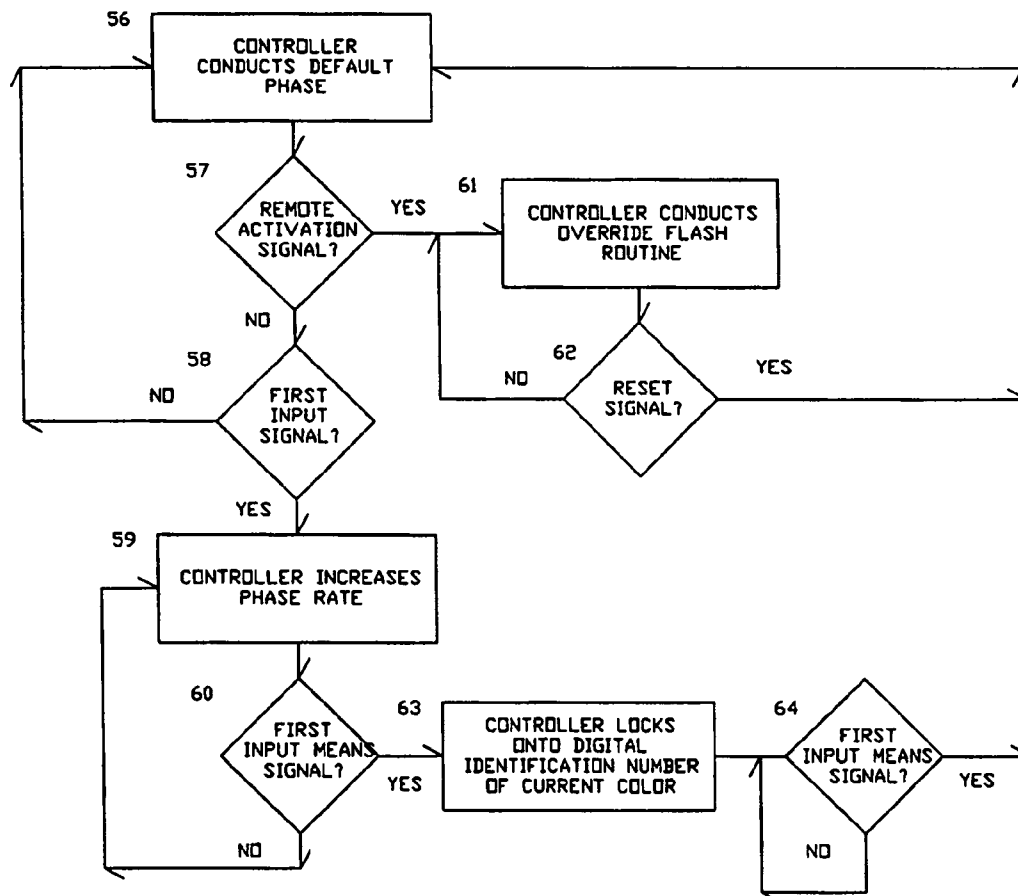 56
CONTROLLER
CONDUCTS DEFAULT
PHASE
57
REMOTE
ACTIVATION
SIGNAL?
YES
61
CONTROLLER CONDUCTS
OVERRIDE FLASH
ROUTINE
NO
58
FIRST
INPUT
SIGNAL?
NO
62
RESET
SIGNAL?
NO
YES
YES
59
CONTROLLER INCREASES
PHASE RATE
60
FIRST
INPUT MEANS
SIGNAL?
YES
NO
63
CONTROLLER LOCKS
ONTO DIGITAL
IDENTIFICATION NUMBER
OF CURRENT COLOR
64
FIRST
INPUT MEANS
SIGNAL?
YES
NO